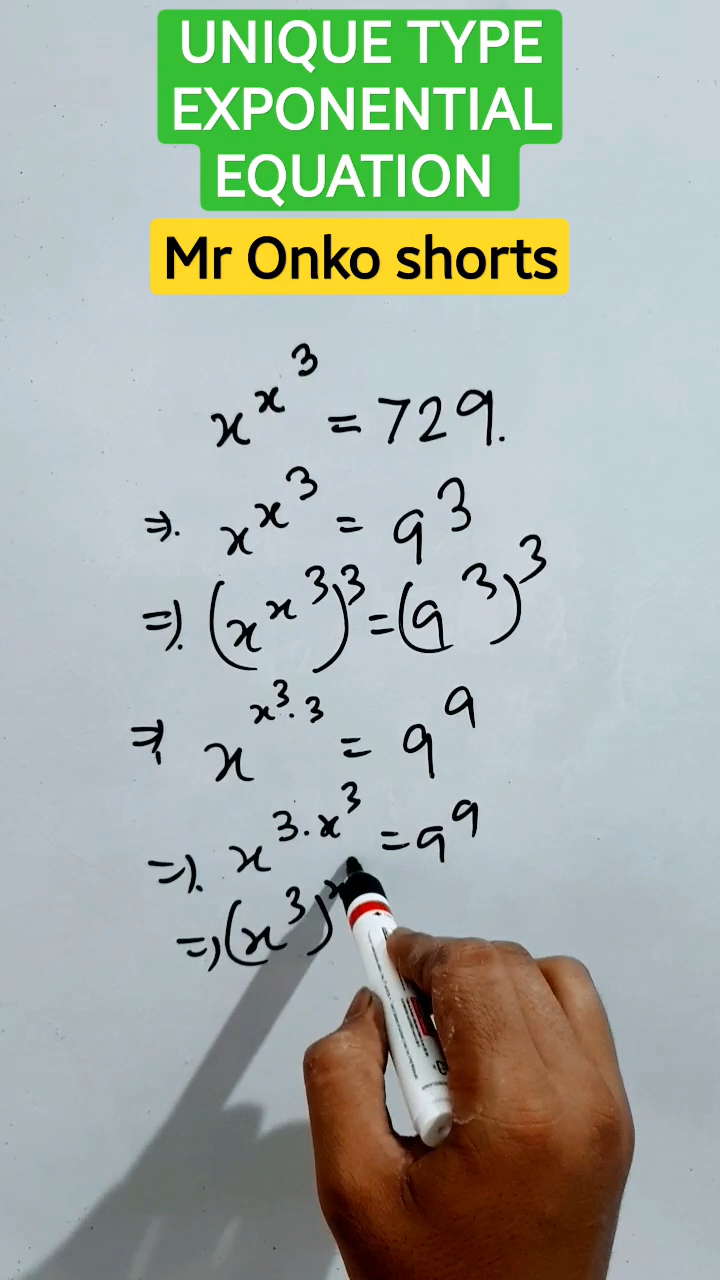 UNIQUE TYPE
EXPONENTIAL
EQUATION
Mr Onko shorts
x^x^3 = 729.
⇒. x^x^3 = 9^3
⇒. (x^x^3)^3 = (9^3)^3
⇒, x^x^3·3 = 9^9
⇒. x^3·x^3 = 9^9
⇒, (x^3)^x